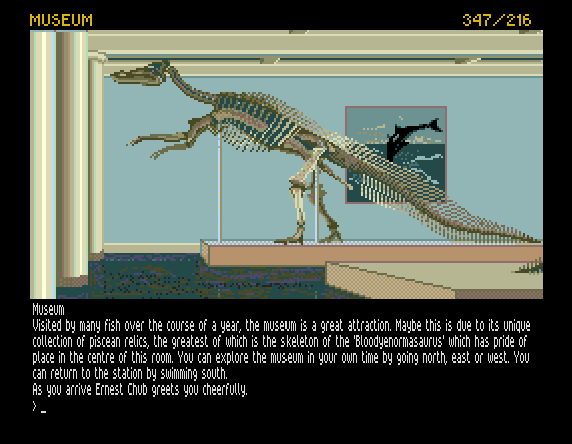 MUSEUM 347/216
Museum
Visited by many fish over the course of a year, the museum is a great attraction. Maybe this is due to its unique
collection of piscean relics, the greatest of which is the skeleton of the 'Bloodyenormasaurus' which has pride of
place in the centre of this room. You can explore the museum in your own time by going north, east or west. You
can return to the station by swimming south.
As you arrive Ernest Chub greets you cheerfully.
>_